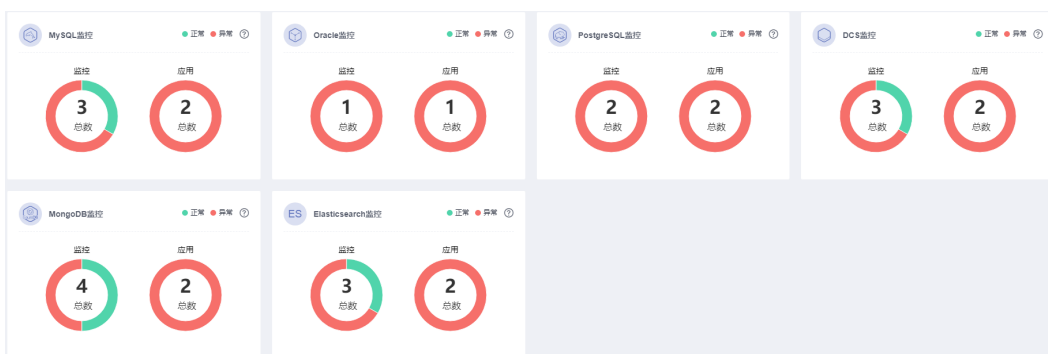 MySQL监控 正常 异常 ?
监控 应用
3 2
总数 总数
Oracle监控 正常 异常 ?
监控 应用
1 1
总数 总数
PostgreSQL监控 正常 异常 ?
监控 应用
2 2
总数 总数
DCS监控 正常 异常 ?
监控 应用
3 2
总数 总数
MongoDB监控 正常 异常 ?
监控 应用
4 2
总数 总数
ES Elasticsearch监控 正常 异常 ?
监控 应用
3 2
总数 总数